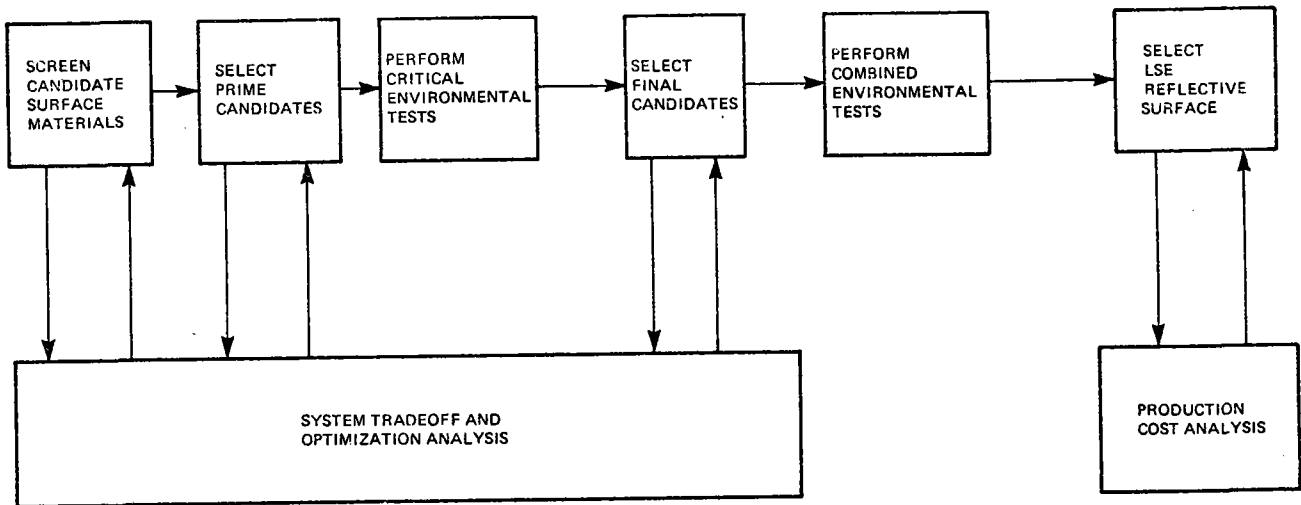 SCREEN
CANDIDATE
SURFACE
MATERIALS
SELECT
PRIME
CANDIDATES
PERFORM
CRITICAL
ENVIRONMENTAL
TESTS
SELECT
FINAL
CANDIDATES
PERFORM
COMBINED
ENVIRONMENTAL
TESTS
SELECT
LSE
REFLECTIVE
SURFACE
SYSTEM TRADEOFF AND
OPTIMIZATION ANALYSIS
PRODUCTION
COST ANALYSIS